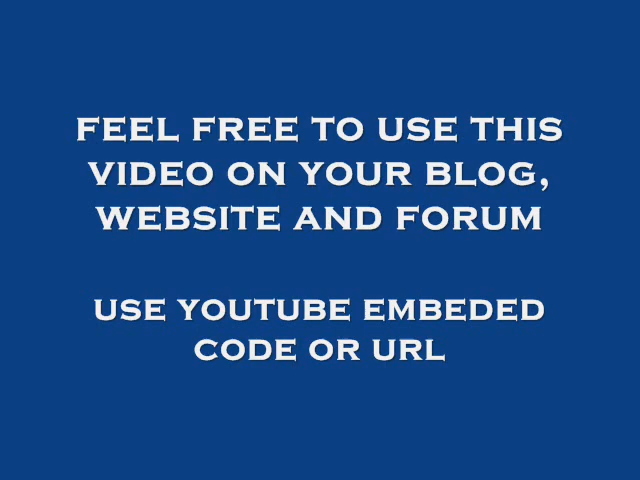 FEEL FREE TO USE THIS
VIDEO ON YOUR BLOG,
WEBSITE AND FORUM
USE YOUTUBE EMBEDED
CODE OR URL